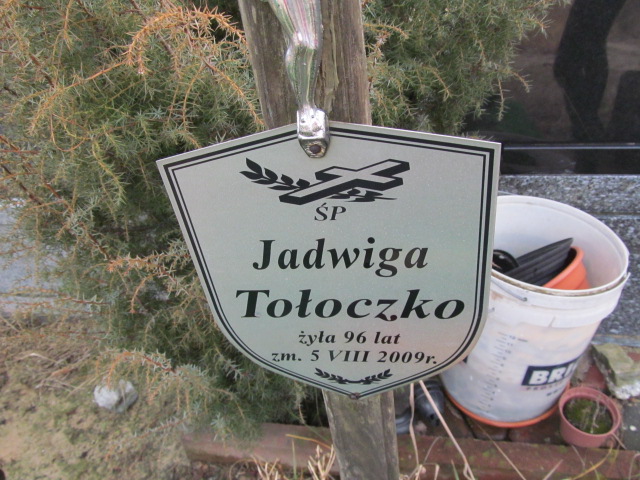 ŚP
Jadwiga
Tołoczko
żyła 96 lat
zm. 5 VIII 2009r.